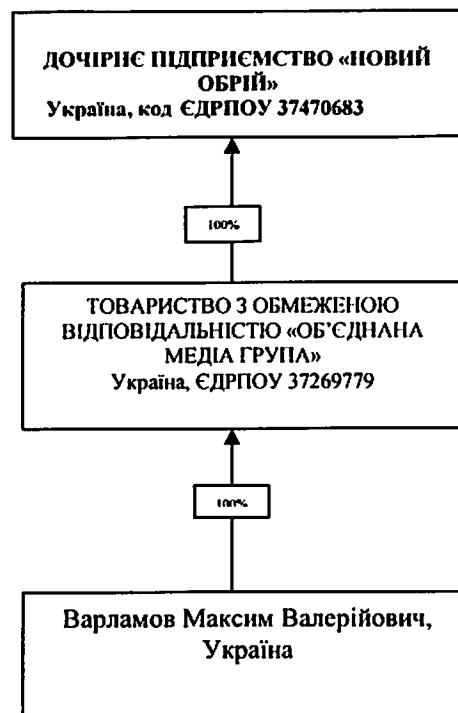 ДОЧІРНЄ ПІДПРИЄМСТВО «НОВИЙ
ОБРІЙ»
Україна, код ЄДРПОУ 37470683
100%
ТОВАРИСТВО З ОБМЕЖЕНОЮ
ВІДПОВІДАЛЬНІСТЮ «ОБ’ЄДНАНА
МЕДІА ГРУПА»
Україна, ЄДРПОУ 37269779
100%
Варламов Максим Валерійович,
Україна